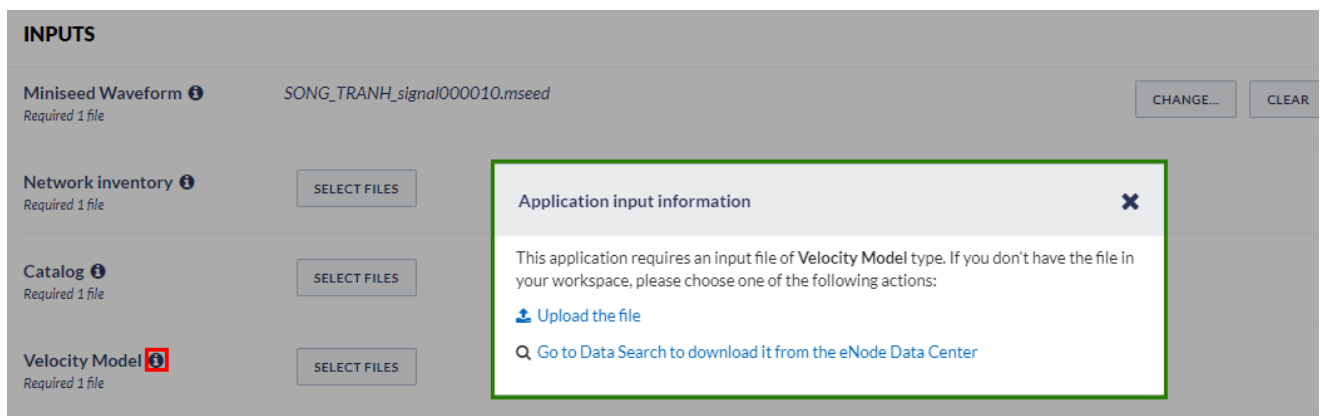 INPUTS
Miniseed Waveform
SONG_TRANH_signal000010.mseed
CHANGE...
CLEAR
Required 1 file
Network inventory
SELECT FILES
Required 1 file
Application input information
This application requires an input file of Velocity Model type. If you don't have the file in
your workspace, please choose one of the following actions:
Upload the file
Go to Data Search to download it from the eNode Data Center
Catalog
SELECT FILES
Required 1 file
Velocity Model
SELECT FILES
Required 1 file